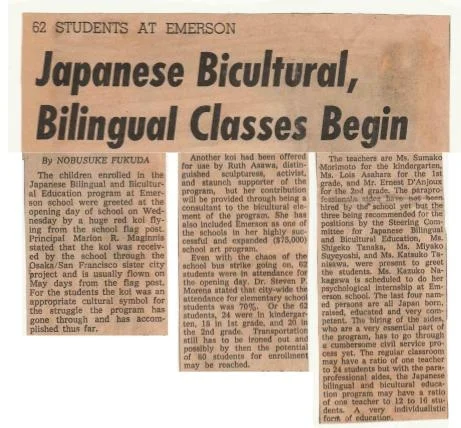 62 STUDENTS AT EMERSON
Japanese Bicultural,
Bilingual Classes Begin
By NOBUSUKE FUKUDA
The children enrolled in the
Japanese Bilingual and Bicultur-
al Education program at Emer-
son school were greeted at the
opening day of school on Wed-
nesday by a huge red koi fly-
ing from the school flag post.
Principal Marion R. Maginnis
stated that the koi was receiv-
ed by the school through the
Osaka/San Francisco sister city
project and is usually flown on
May days from the flag post.
For the students the koi was an
appropriate cultural symbol for
the struggle the program has
gone through and has accom-
plished thus far.
Another koi had been offered
for use by Ruth Asawa, distin-
guished sculptures, activist,
and staunch supporter of the
program, but her contribution
will be provided through being a
consultant to the bicultural ele-
ment of the program. She has
also included Emerson as one of
the schools in her highly suc-
cessful and expanded ($75,000)
school art program.
Even with the chaos of the
school bus strike going on, 62
students were in attendance for
the opening day. Dr. Steven P.
Morena stated that city-wide the
attendance for elementary school
students was 70%. Or the 62
students, 24 were in kindergar-
ten, 18 in 1st grade, and 20 in
the 2nd grade. Transportation
still has to be ironed out and
possibly by then the potential
of 80 students for enrollment
may be reached.
The teachers are Ms. Sumako
Morimoto for the kindergarten,
Ms. Lois Asahara for the 1st
grade, and Mr. Ernest D'Anjoux
for the 2nd grade. The parapro-
fessionals aides have not been
hired by the school yet but the
three being recommended for the
positions by the Steering Com-
mittee for Japanese Bilingual
and Bicultural Education, Ms.
Shigeko Tanaka, Ms. Miyako
Sueyoshi, and Ms. Katsuko Ta-
niwa, were present to greet
the students. Ms. Kazuko Na-
kagawa is scheduled to do her
psychological internship at Em-
erson school. The last four nam-
ed persons are all Japan born,
raised, educated and very com-
petent. The hiring of the aides,
who are a very essential part of
the program, has to go through
a cumbersome civil service pro-
cess yet. The regular classroom
may have a ratio of one teacher
to 24 students but with the para-
professional aides, the Japanese
bilingual and bicultural educa-
tion program may have a ratio
of one teacher to 12 to 16 stu-
dents. A very individualistic
form of education.